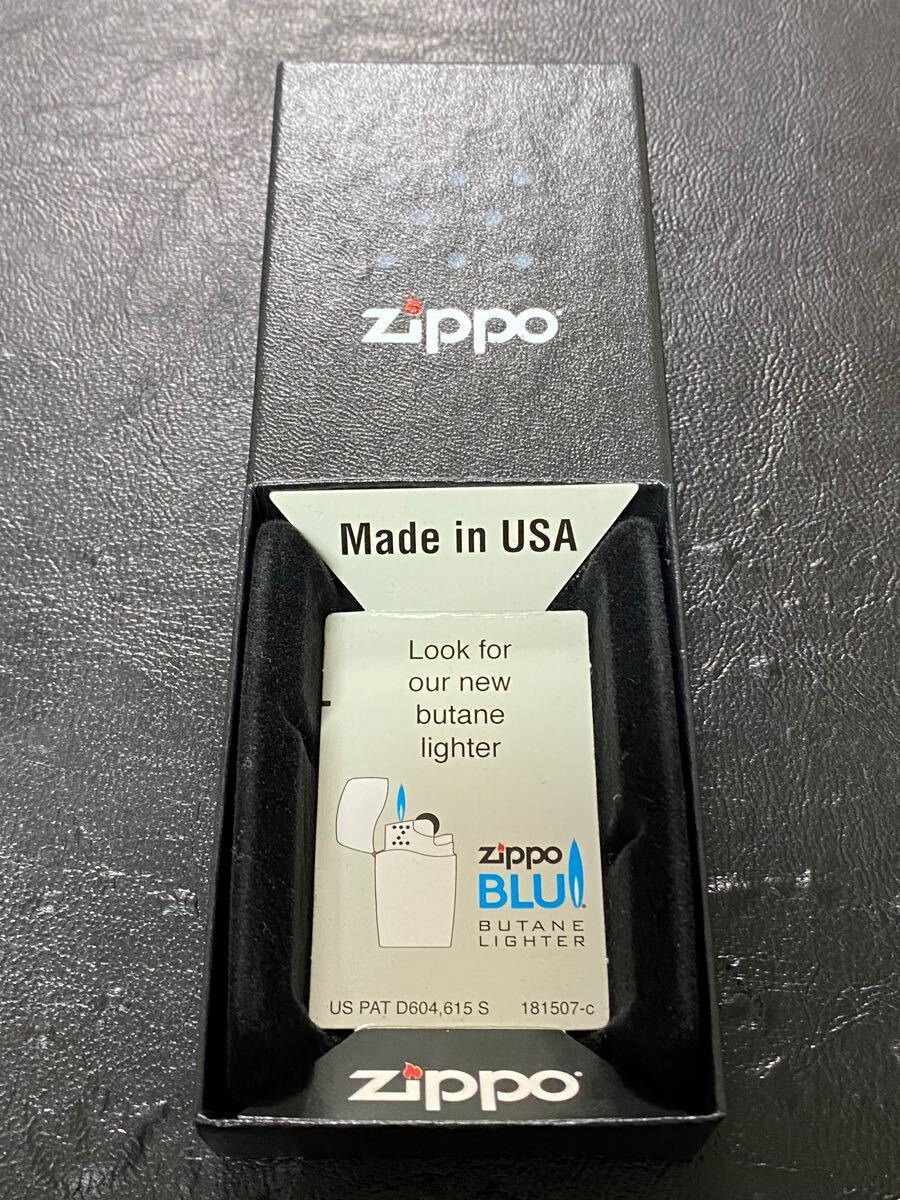 zippo
Made in USA
Look for
our new
butane
lighter
zippo
BLU
BUTANE
LIGHTER
US PAT D604,615 S 181507-c
zippo